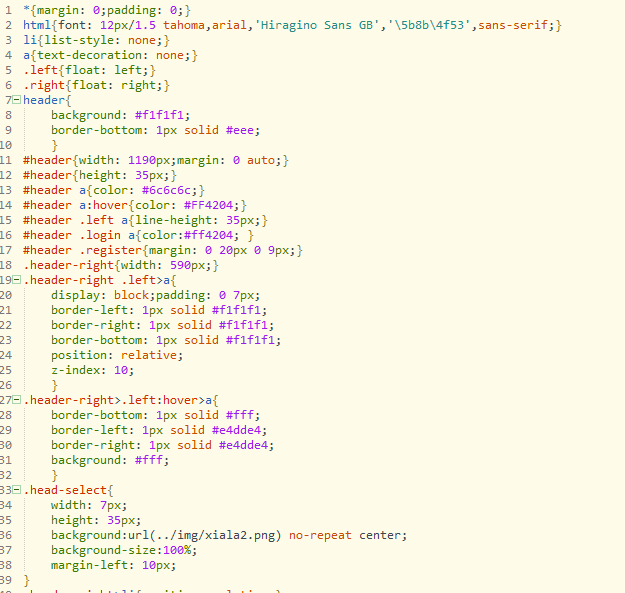 1 *{margin: 0;padding: 0;}
2 html{font: 12px/1.5 tahoma,arial,'Hiragino Sans GB','\5b8b\4f53',sans-serif;}
3 li{list-style: none;}
4 a{text-decoration: none;}
5 .left{float: left;}
6 .right{float: right;}
7 header{
8 background: #f1f1f1;
9 border-bottom: 1px solid #eee;
10 }
11 #header{width: 1190px;margin: 0 auto;}
12 #header{height: 35px;}
13 #header a{color: #6c6c6c;}
14 #header a:hover{color: #FF4204;}
15 #header .left a{line-height: 35px;}
16 #header .login a{color:#ff4204; }
17 #header .register{margin: 0 20px 0 9px;}
18 .header-right{width: 590px;}
19 .header-right .left>a{
20 display: block;padding: 0 7px;
21 border-left: 1px solid #f1f1f1;
22 border-right: 1px solid #f1f1f1;
23 border-bottom: 1px solid #f1f1f1;
24 position: relative;
25 z-index: 10;
26 }
27 .header-right>.left:hover>a{
28 border-bottom: 1px solid #fff;
29 border-left: 1px solid #e4dde4;
30 border-right: 1px solid #e4dde4;
31 background: #fff;
32 }
33 .head-select{
34 width: 7px;
35 height: 35px;
36 background:url(../img/xiala2.png) no-repeat center;
37 background-size:100%;
38 margin-left: 10px;
39 }